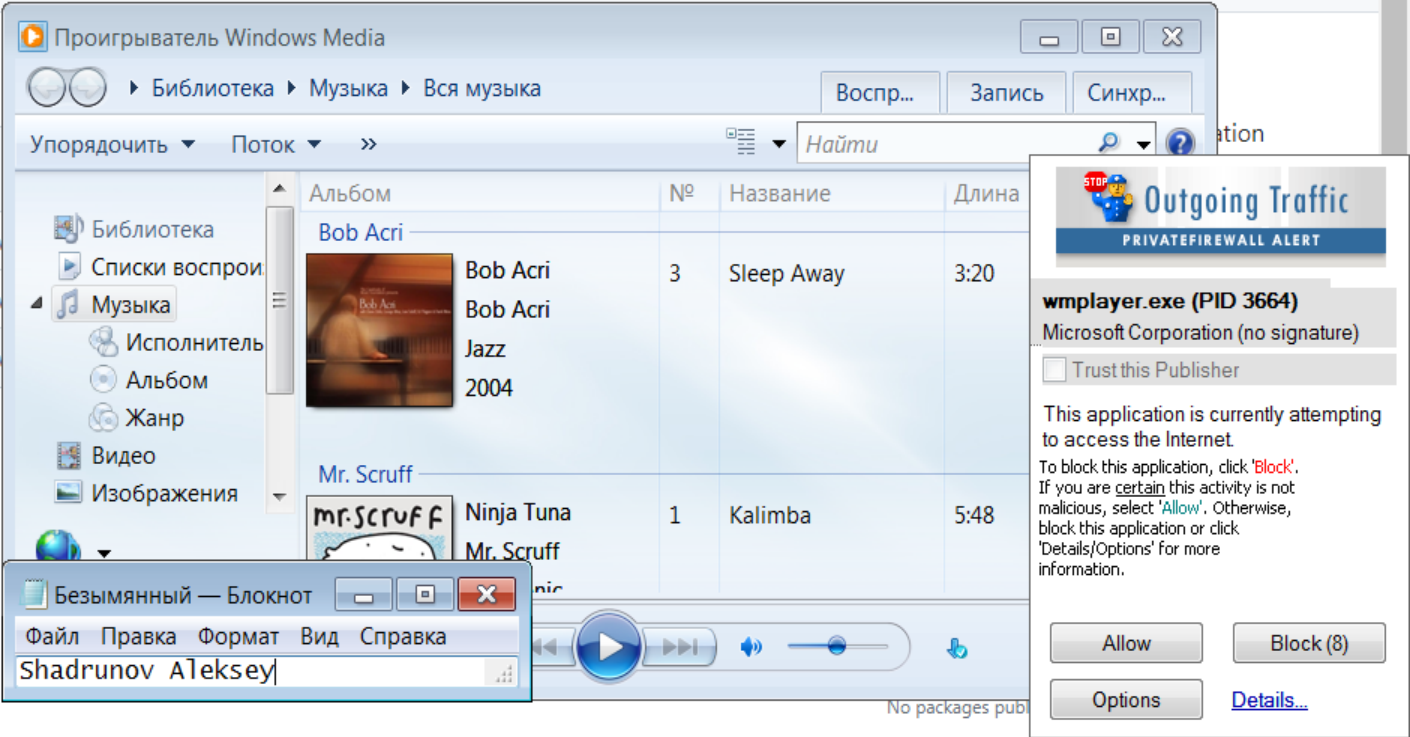 Проигрыватель Windows Media
Библиотека Музыка Вся музыка
Воспр... Запись Синхр...
Упорядочить Поток » Найти
ation
Альбом № Название Длина
Библиотека
Списки воспрои
Музыка
Исполнитель
Альбом
Жанр
Видео
Изображения
Bob Acri
Bob Acri 3 Sleep Away 3:20
Bob Acri
Jazz
2004
Bob Acri
Mr. Scruff
mr.scruff
Ninja Tuna 1 Kalimba 5:48
Mr. Scruff
Безымянный — Блокнот
Файл Правка Формат Вид Справка
Shadrunov Aleksey
No packages publ
STOP
Outgoing Traffic
PRIVATEFIREWALL ALERT
wmplayer.exe (PID 3664)
Microsoft Corporation (no signature)
Trust this Publisher
This application is currently attempting
to access the Internet.
To block this application, click 'Block'.
If you are certain this activity is not
malicious, select 'Allow'. Otherwise,
block this application or click
'Details/Options' for more
information.
Allow Block (8)
Options Details...